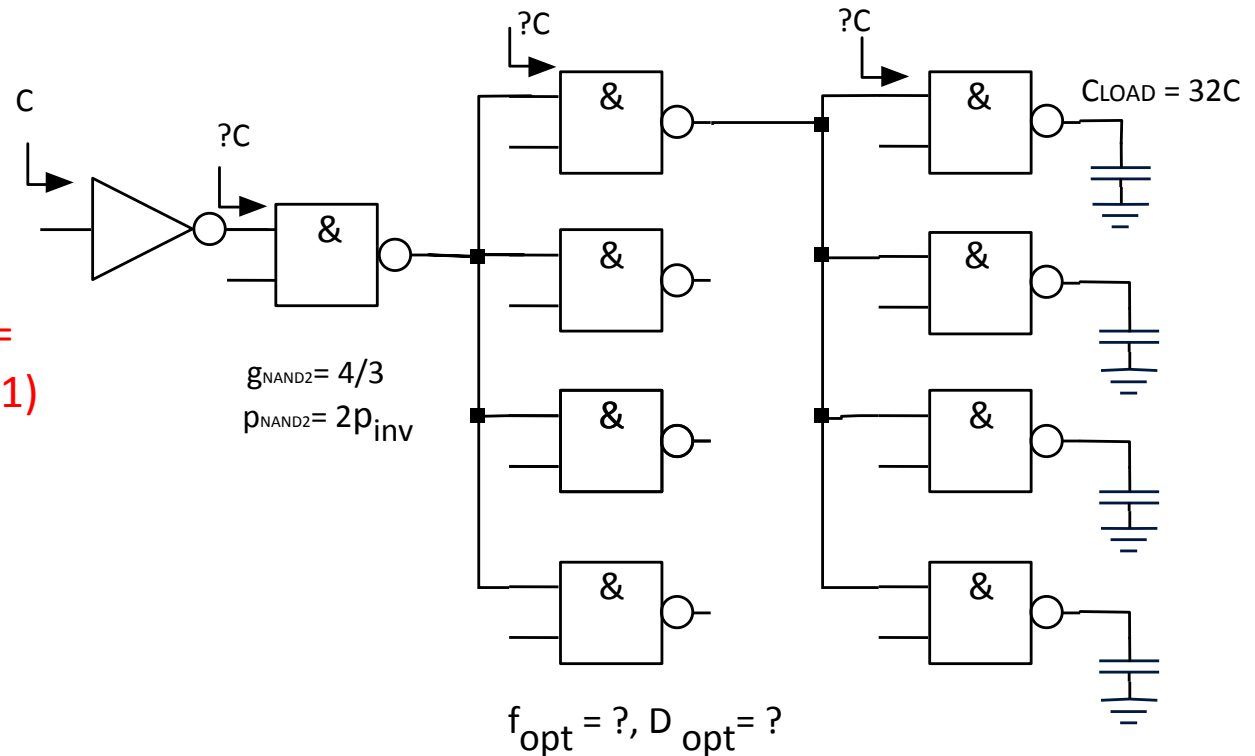 ?C
?C
C
?C
CLOAD = 32C
&
&
&
&
&
&
&
&
&
=
1)
gNAND2= 4/3
pNAND2= 2pinv
fopt = ?, D opt= ?